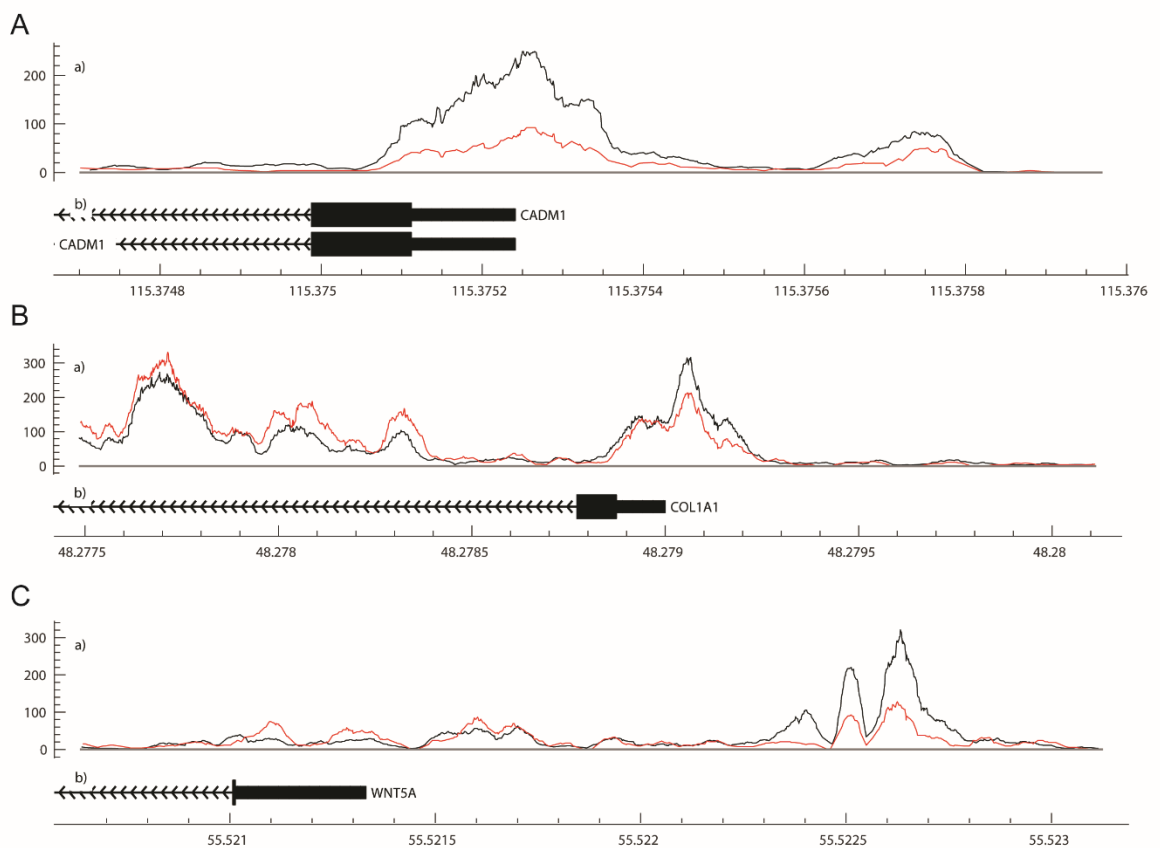 A
a)
200
100
0
b)
CADM1
CADM1
115.3748 115.375 115.3752 115.3754 115.3756 115.3758 115.376
B
a)
300
200
100
0
b)
COL1A1
48.2775 48.278 48.2785 48.279 48.2795 48.28
C
a)
300
200
100
0
b)
WNT5A
55.521 55.5215 55.522 55.5225 55.523